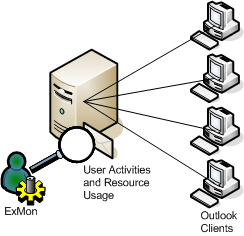 User Activities
and Resource
Usage
ExMon
Outlook
Clients